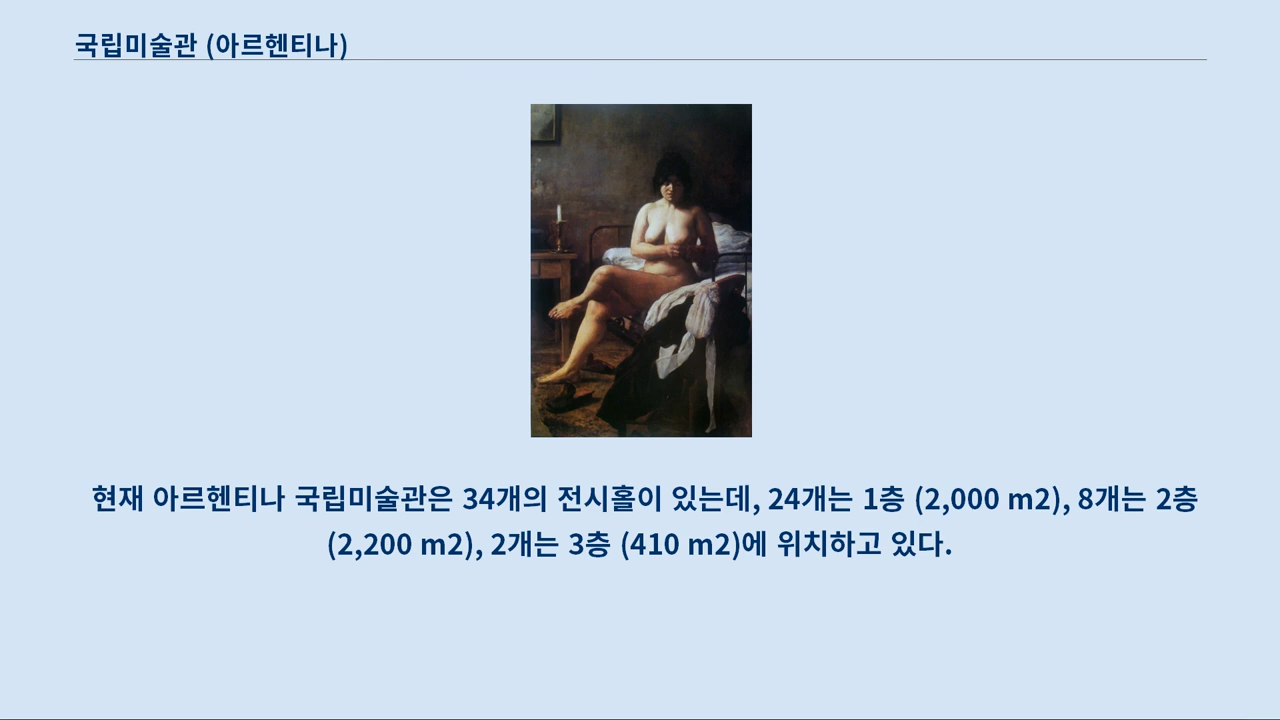 국립미술관 (아르헨티나)
현재 아르헨티나 국립미술관은 34개의 전시홀이 있는데, 24개는 1층 (2,000 m2), 8개는 2층
(2,200 m2), 2개는 3층 (410 m2)에 위치하고 있다.